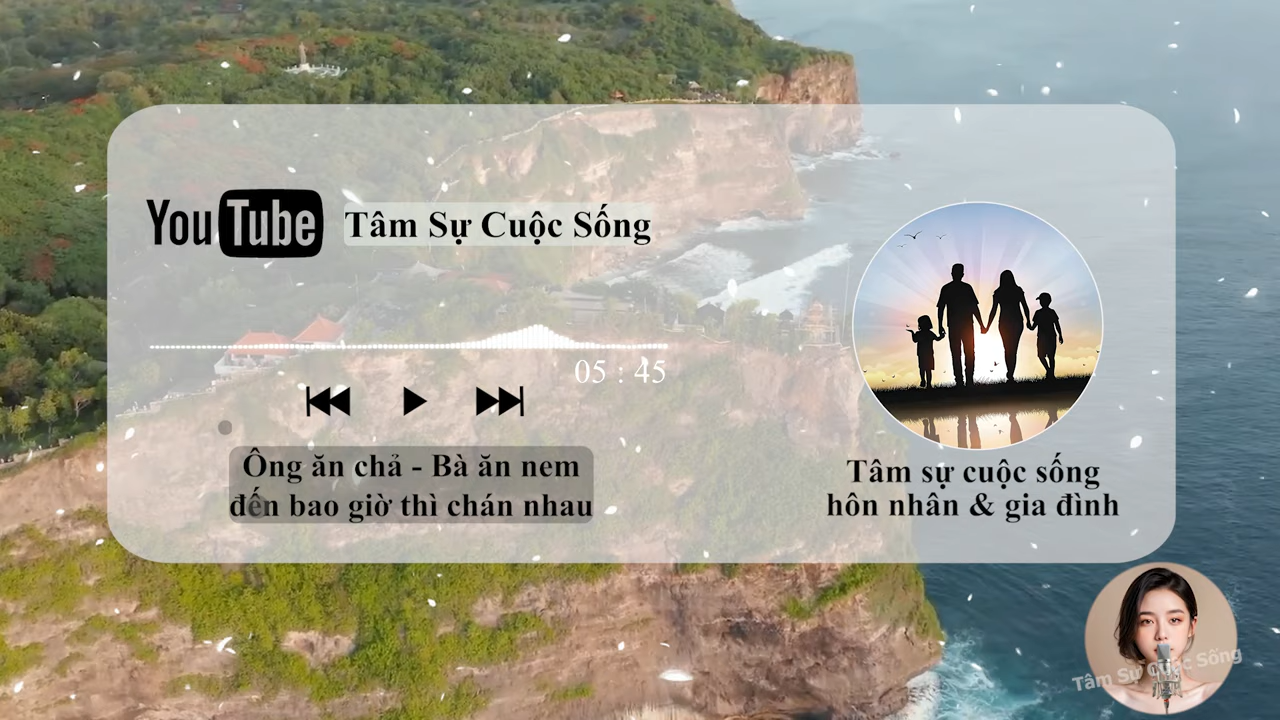 YouTube Tâm Sự Cuộc Sống
05 : 45
Ông ăn chả - Bà ăn nem
đến bao giờ thì chán nhau
Tâm sự cuộc sống
hôn nhân & gia đình
Tâm Sự Cuộc Sống